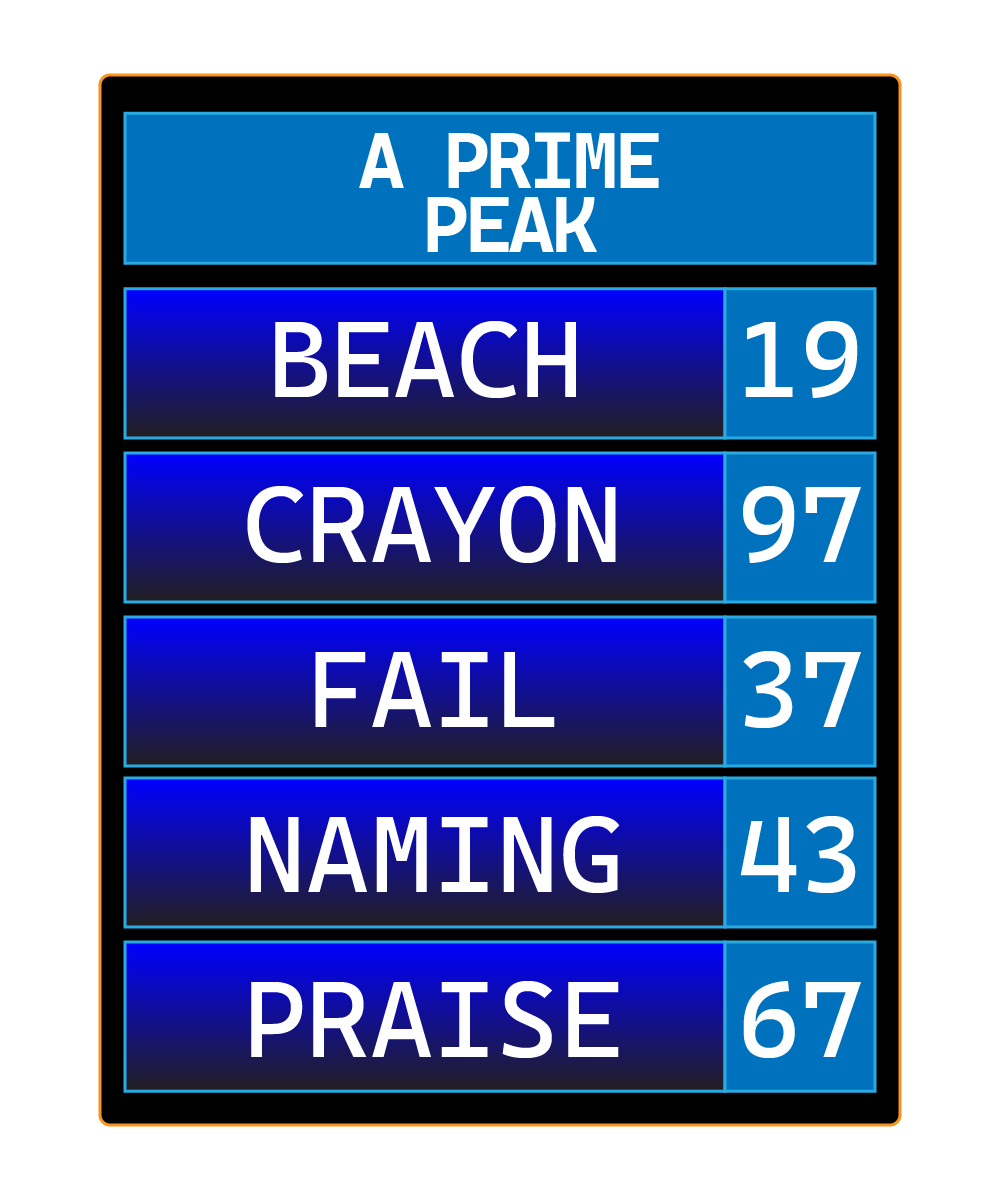 A PRIME
PEAK
BEACH 19
CRAYON 97
FAIL 37
NAMING 43
PRAISE 67